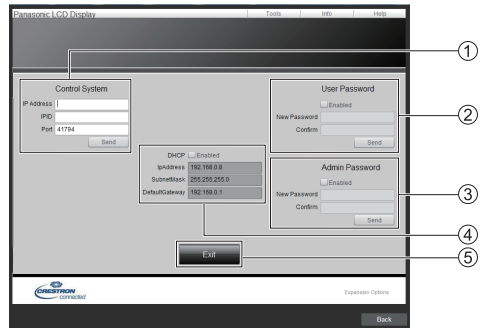 Panasonic LCD Display
Tools Info Help
Control System
IP Address
IPID
Port 41794
Send
User Password
Enabled
New Password
Confirm
Send
DHCP Enabled
IpAddress 192.168.0.8
SubnetMask 255.255.255.0
DefaultGateway 192.168.0.1
Admin Password
Enabled
New Password
Confirm
Send
Exit
CRESTRON
connected
Expansion Options
Back
1
2
3
4
5